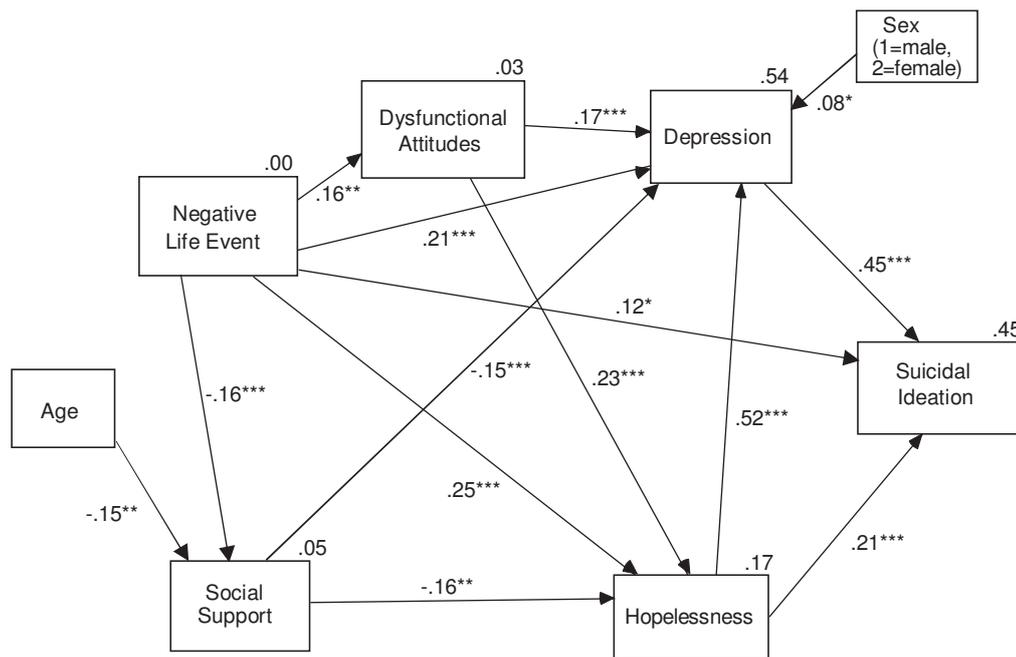 Sex
(1=male,
2=female)
.03
.54
.08*
Dysfunctional
Attitudes
.17***
Depression
.00
.16**
Negative
Life Event
.21***
.45***
.12*
.45
Suicidal
Ideation
-.15***
.23***
-.16***
Age
.52***
.25***
-.15**
.21***
.05
.17
Social
Support
-.16**
Hopelessness